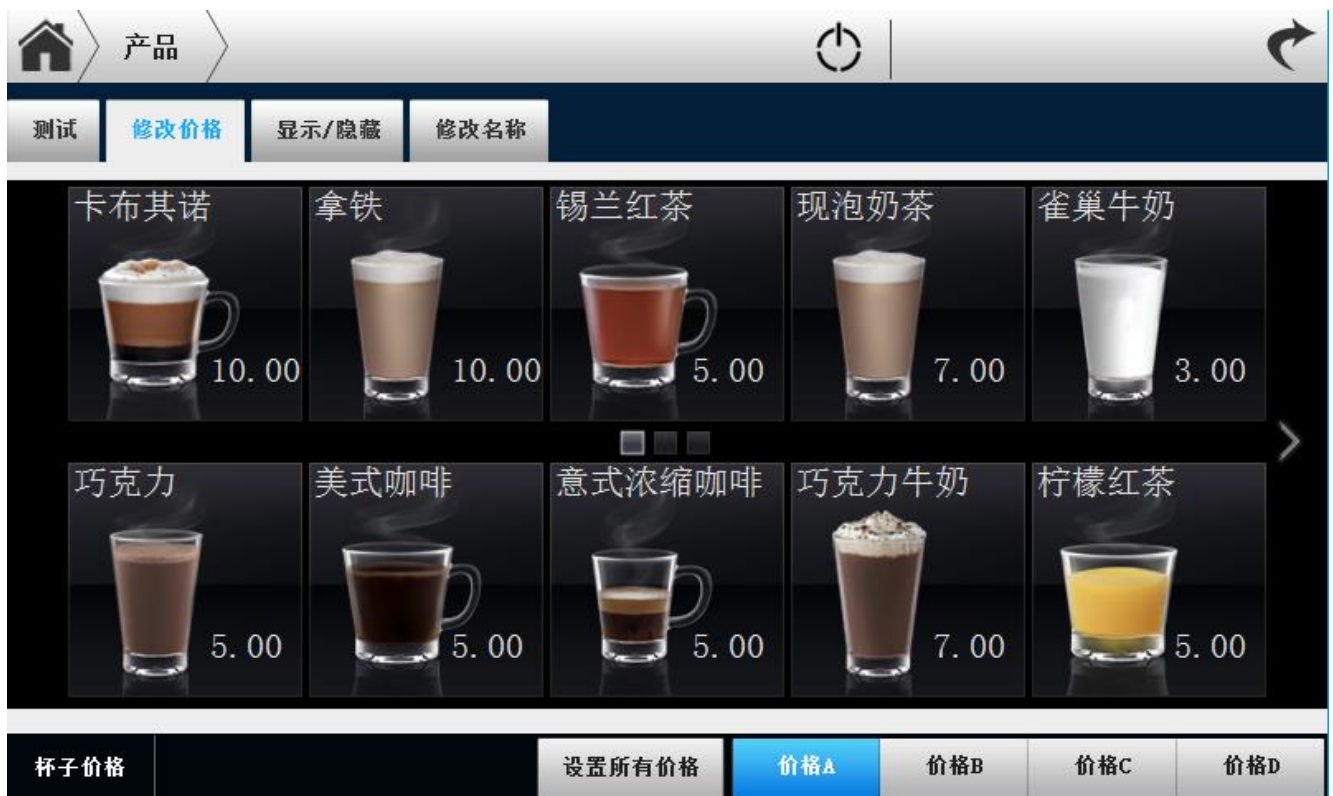 产品
测试 修改价格 显示/隐藏 修改名称
卡布其诺 拿铁 锡兰红茶 现泡奶茶 雀巢牛奶
10.00 10.00 5.00 7.00 3.00
巧克力 美式咖啡 意式浓缩咖啡 巧克力牛奶 柠檬红茶
5.00 5.00 5.00 7.00 5.00
杯子价格 设置所有价格 价格A 价格B 价格C 价格D